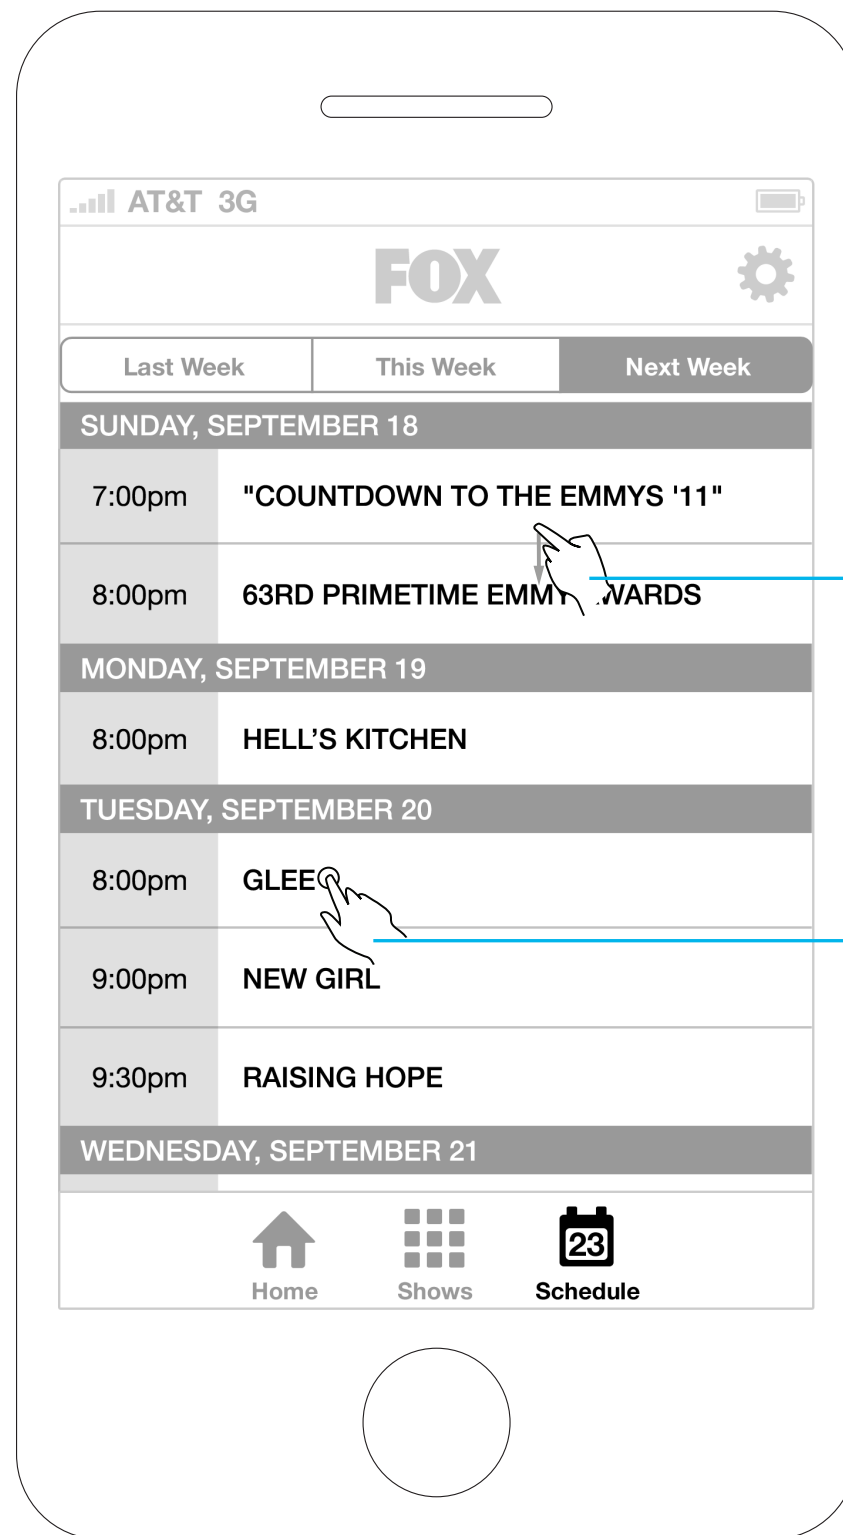 AT&T 3G
FOX
Last Week This Week Next Week
SUNDAY, SEPTEMBER 18
7:00pm "COUNTDOWN TO THE EMMYS '11"
8:00pm 63RD PRIMETIME EMMY AWARDS
MONDAY, SEPTEMBER 19
8:00pm HELL’S KITCHEN
TUESDAY, SEPTEMBER 20
8:00pm GLEE
9:00pm NEW GIRL
9:30pm RAISING HOPE
WEDNESDAY, SEPTEMBER 21
23
Home Shows Schedule